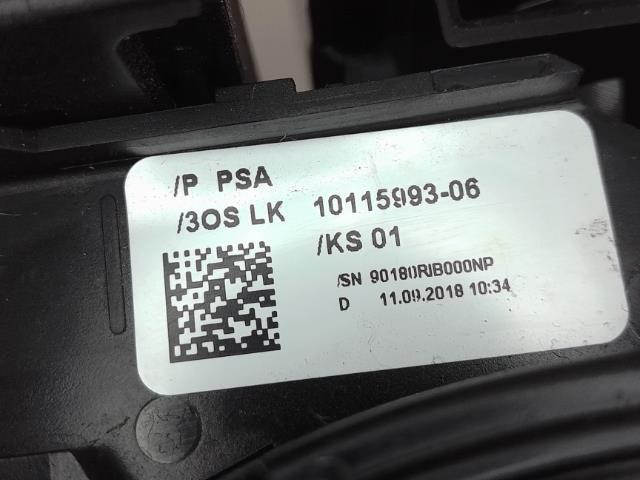 /P PSA
/3OS LK 10115993-06
/KS 01
/SN 90180RIB000NP
D 11.09.2018 10:34